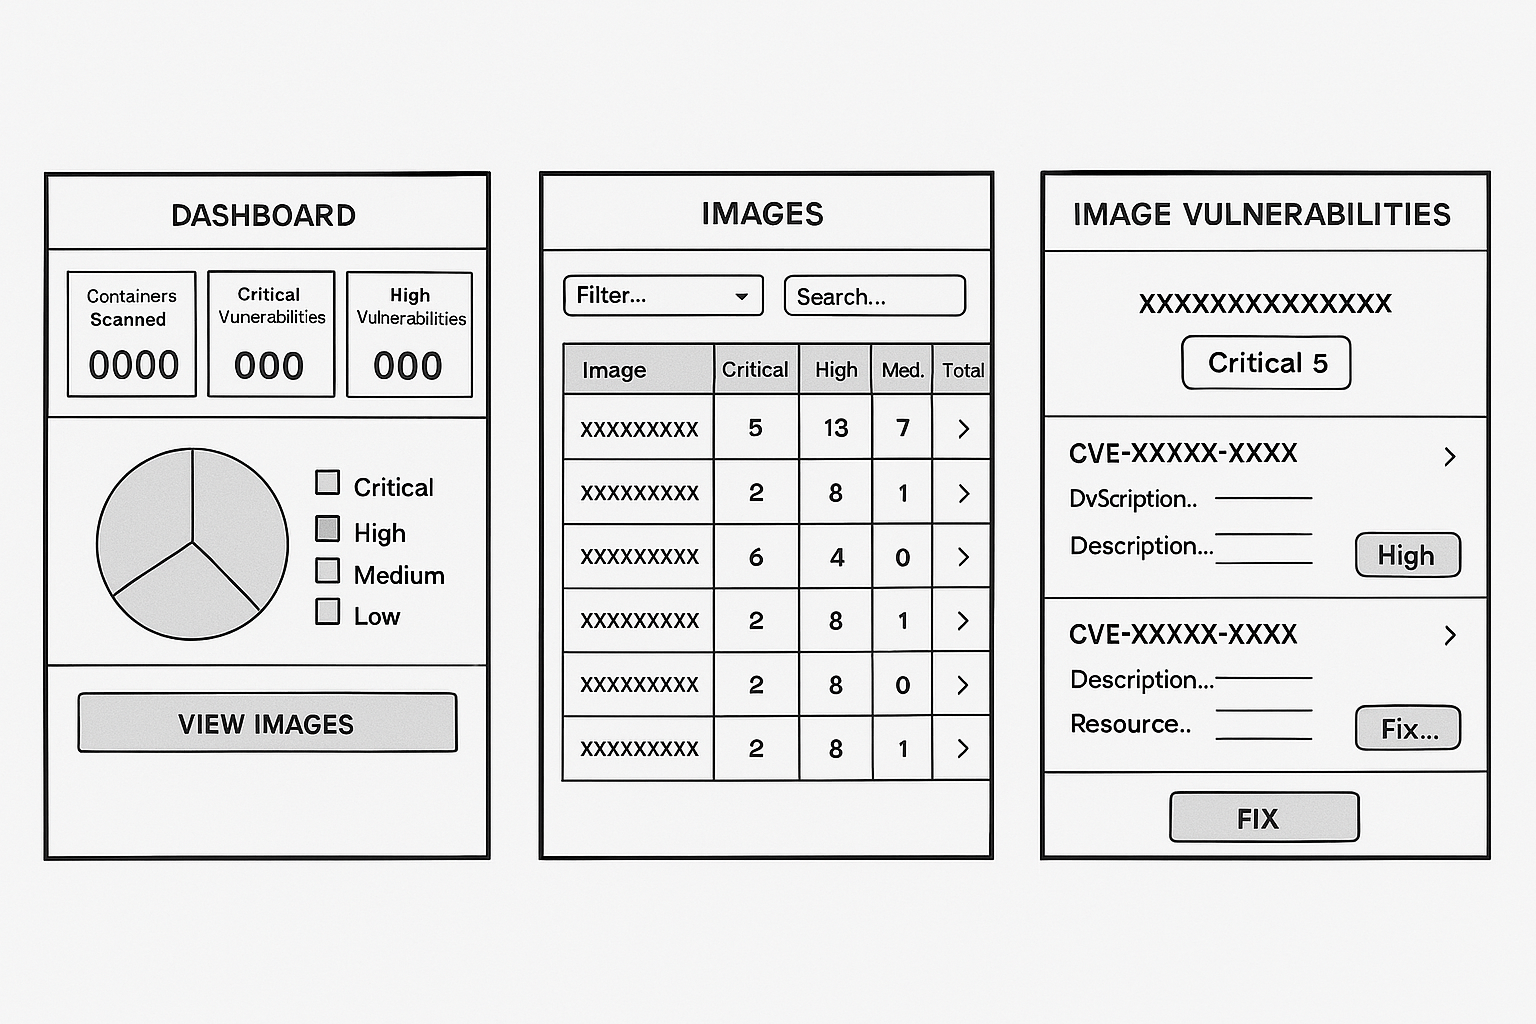 DASHBOARD
Containers
Scanned
0000
Critical
Vunerabilities
000
High
Vulnerabilities
000
Critical
High
Medium
Low
VIEW IMAGES
IMAGES
Filter...
Search...
Image Critical High Med. Total
XXXXXXXXX 5 13 7 >
XXXXXXXXX 2 8 1 >
XXXXXXXXX 6 4 0 >
XXXXXXXXX 2 8 1 >
XXXXXXXXX 2 8 0 >
XXXXXXXXX 2 8 1 >
IMAGE VULNERABILITIES
XXXXXXXXXXXXXX
Critical 5
CVE-XXXXX-XXXX >
DvScription..
Description...
High
CVE-XXXXX-XXXX >
Description...
Resource..
Fix...
FIX